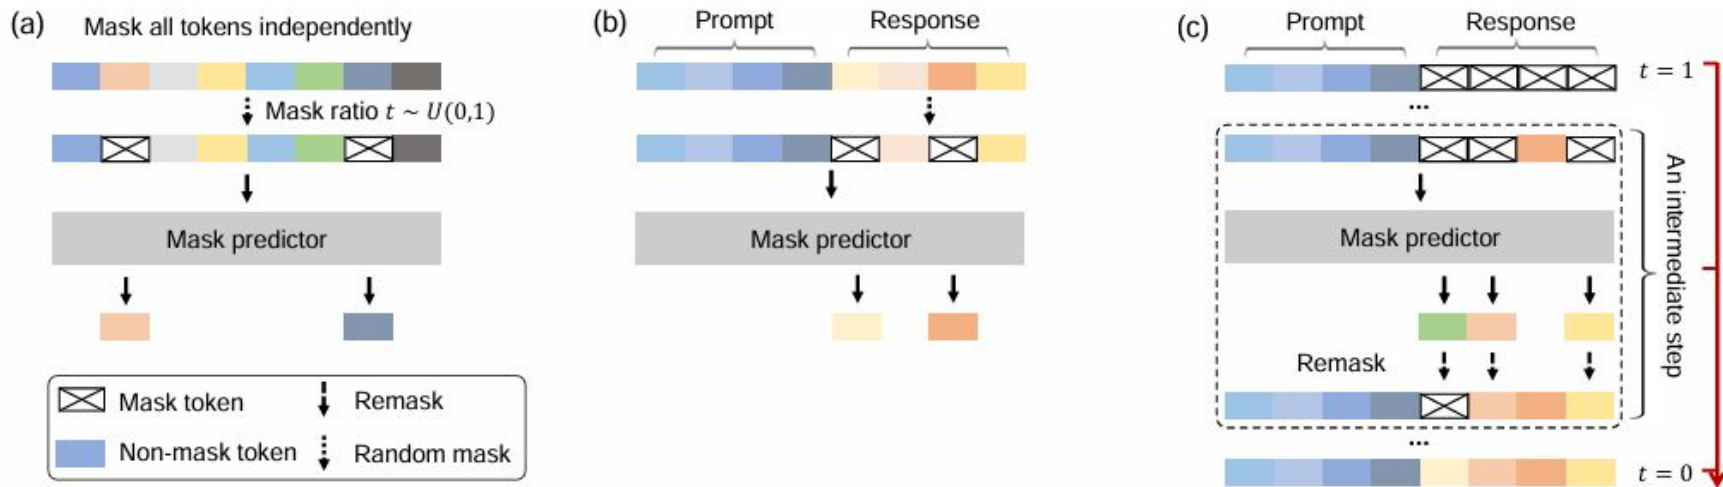 (a)
Mask all tokens independently
Mask ratio t ~ U(0,1)
Mask predictor
Mask token
Remask
Non-mask token
Random mask
(b)
Prompt
Response
Mask predictor
(c)
Prompt
Response
t = 1
...
Mask predictor
Remask
An intermediate step
...
t = 0